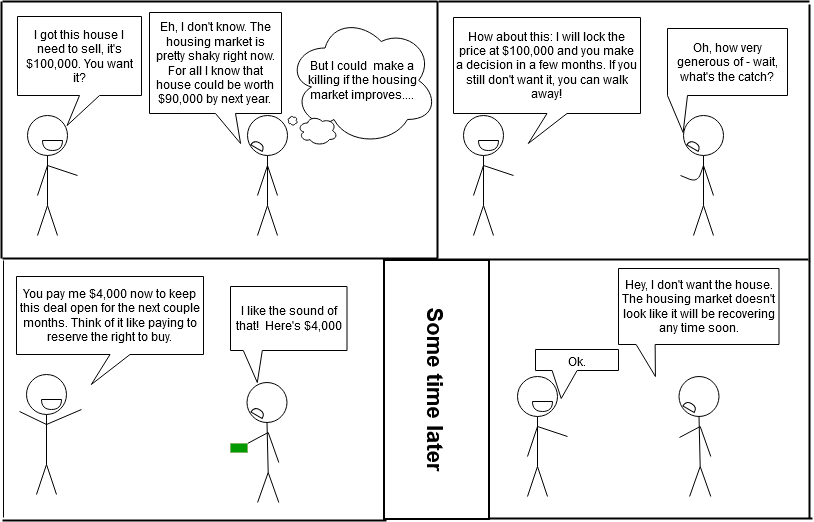 I got this house I
need to sell, it's
$100,000. You want
it?
Eh, I don't know. The
housing market is
pretty shaky right now.
For all I know that
house could be worth
$90,000 by next year.
But I could make a
killing if the housing
market improves....
How about this: I will lock the
price at $100,000 and you make
a decision in a few months. If you
still don't want it, you can walk
away!
Oh, how very
generous of - wait,
what's the catch?
You pay me $4,000 now to keep
this deal open for the next couple
months. Think of it like paying to
reserve the right to buy.
I like the sound of
that! Here's $4,000
Some time later
Hey, I don't want the house.
The housing market doesn't
look like it will be recovering
any time soon.
Ok.